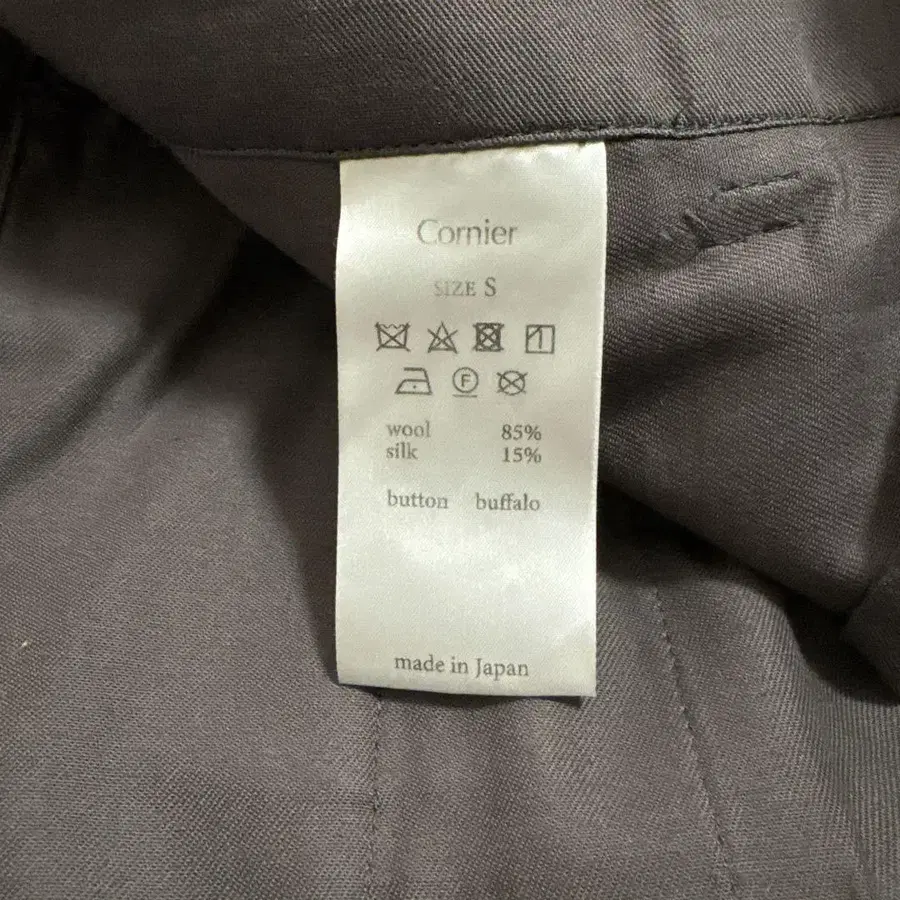 Cornier
SIZE S
F
wool 85%
silk 15%
button buffalo
made in Japan